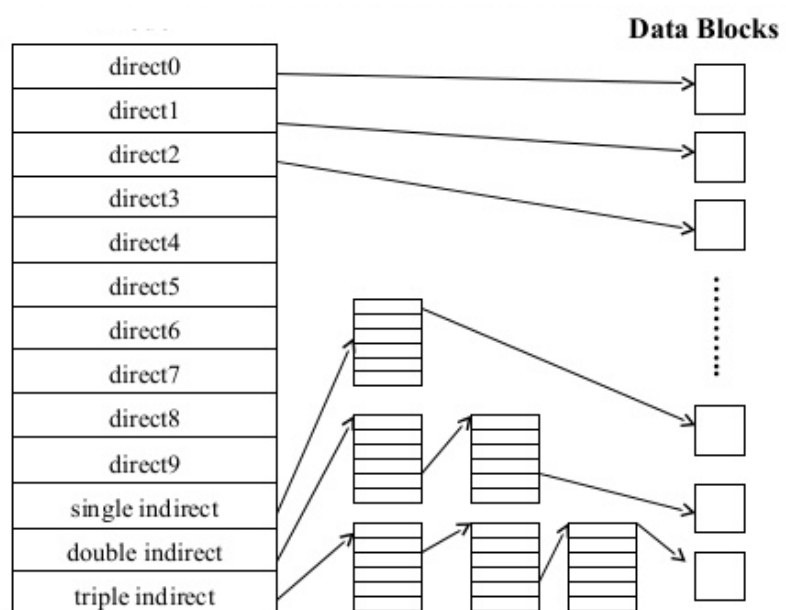 Data Blocks
direct0
direct1
direct2
direct3
direct4
direct5
direct6
direct7
direct8
direct9
single indirect
double indirect
triple indirect